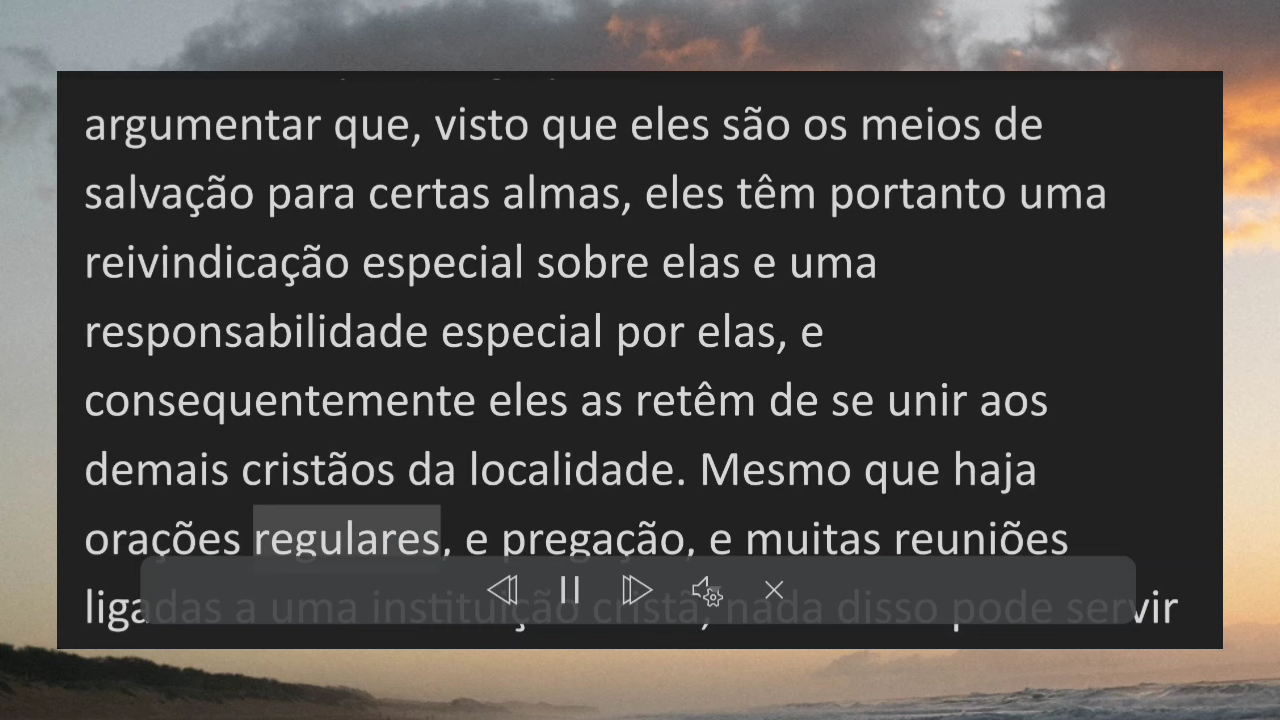 argumentar que, visto que eles são os meios de
salvação para certas almas, eles têm portanto uma
reivindicação especial sobre elas e uma
responsabilidade especial por elas, e
consequentemente eles as retêm de se unir aos
demais cristãos da localidade. Mesmo que haja
orações regulares, e pregação, e muitas reuniões
ligadas a uma instituição cristã, nada disso pode servir